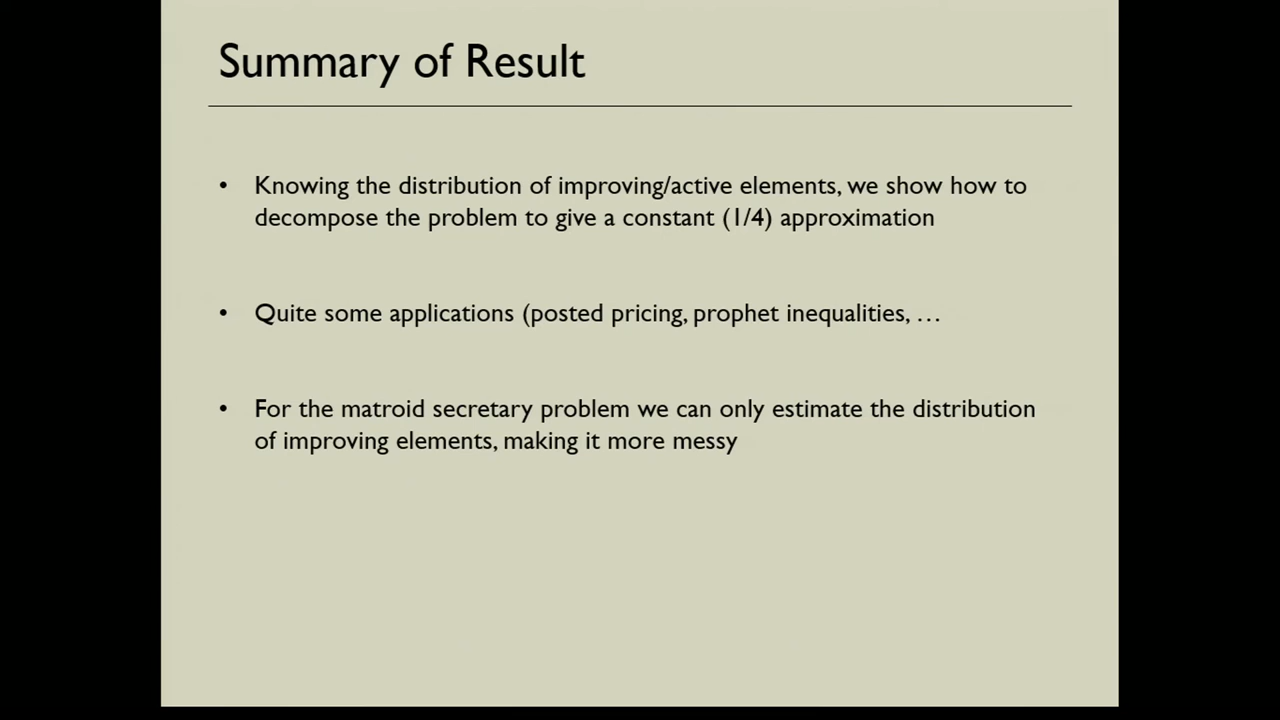 Summary of Result
• Knowing the distribution of improving/active elements, we show how to
decompose the problem to give a constant (1/4) approximation
• Quite some applications (posted pricing, prophet inequalities, …
• For the matroid secretary problem we can only estimate the distribution
of improving elements, making it more messy